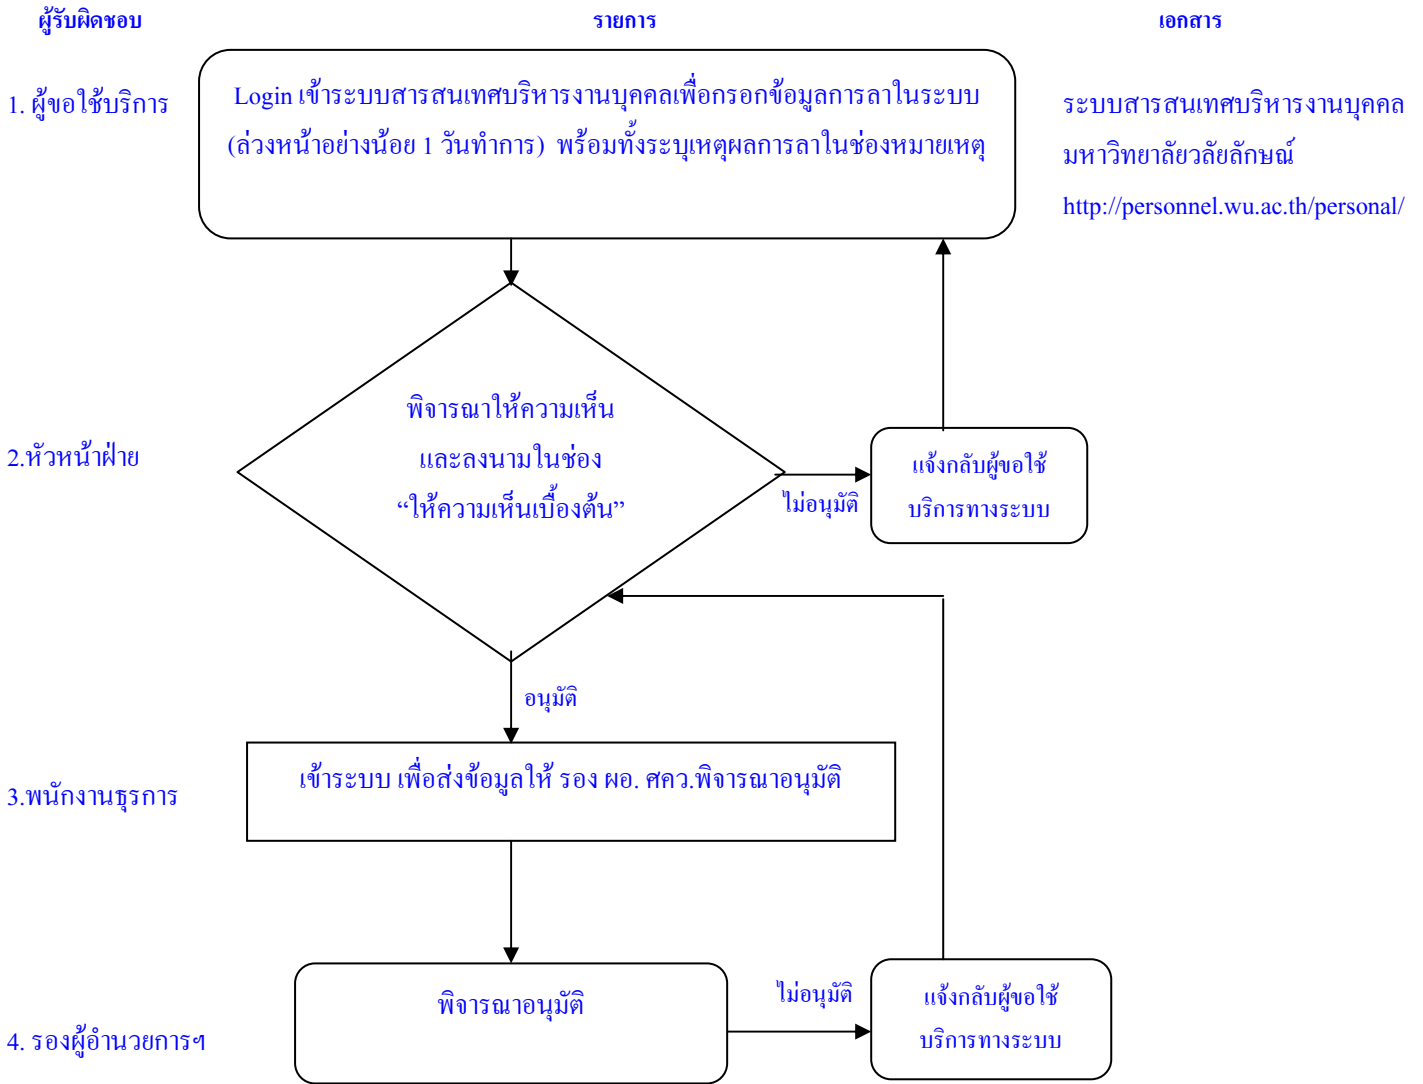 ผู้รับผิดชอบ รายการ เอกสาร
1. ผู้ขอใช้บริการ
Login เข้าระบบสารสนเทศบริหารงานบุคคลเพื่อกรอกข้อมูลการลาในระบบ
(ล่วงหน้าอย่างน้อย 1 วันทำการ) พร้อมทั้งระบุเหตุผลการลาในช่องหมายเหตุ
ระบบสารสนเทศบริหารงานบุคคล
มหาวิทยาลัยวลัยลักษณ์
http://personnel.wu.ac.th/personal/
2.หัวหน้าฝ่าย
พิจารณาให้ความเห็น
และลงนามในช่อง
“ให้ความเห็นเบื้องต้น”
ไม่อนุมัติ
แจ้งกลับผู้ขอใช้
บริการทางระบบ
อนุมัติ
3.พนักงานธุรการ
เข้าระบบ เพื่อส่งข้อมูลให้ รอง ผอ. ศคว.พิจารณาอนุมัติ
4. รองผู้อำนวยการฯ
พิจารณาอนุมัติ
ไม่อนุมัติ
แจ้งกลับผู้ขอใช้
บริการทางระบบ